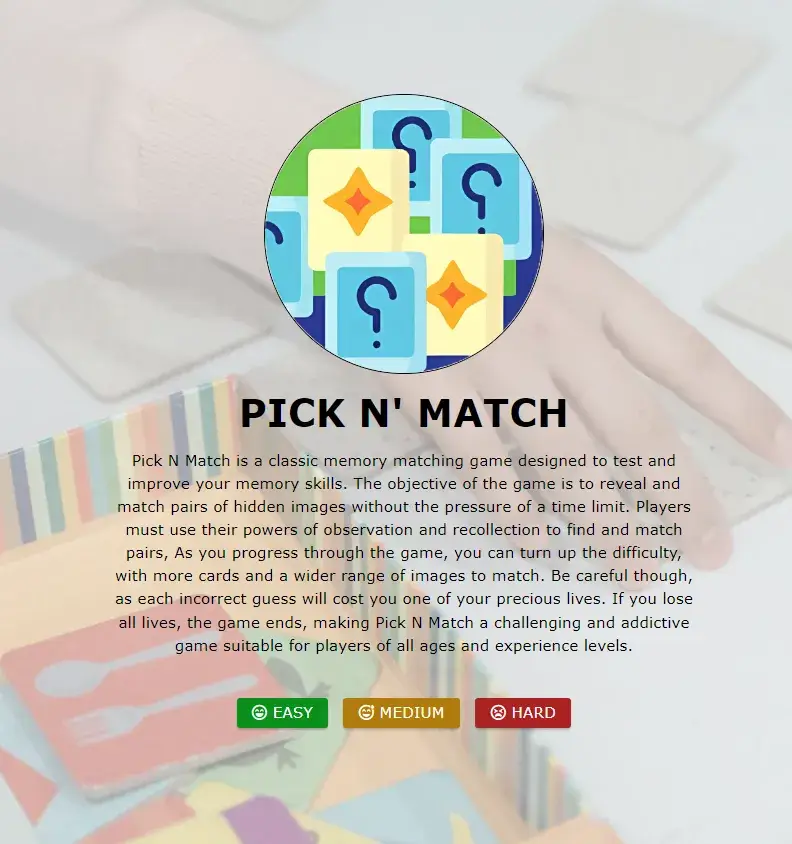 PICK N' MATCH
Pick N Match is a classic memory matching game designed to test and
improve your memory skills. The objective of the game is to reveal and
match pairs of hidden images without the pressure of a time limit. Players
must use their powers of observation and recollection to find and match
pairs, As you progress through the game, you can turn up the difficulty,
with more cards and a wider range of images to match. Be careful though,
as each incorrect guess will cost you one of your precious lives. If you lose
all lives, the game ends, making Pick N Match a challenging and addictive
game suitable for players of all ages and experience levels.
EASY MEDIUM HARD